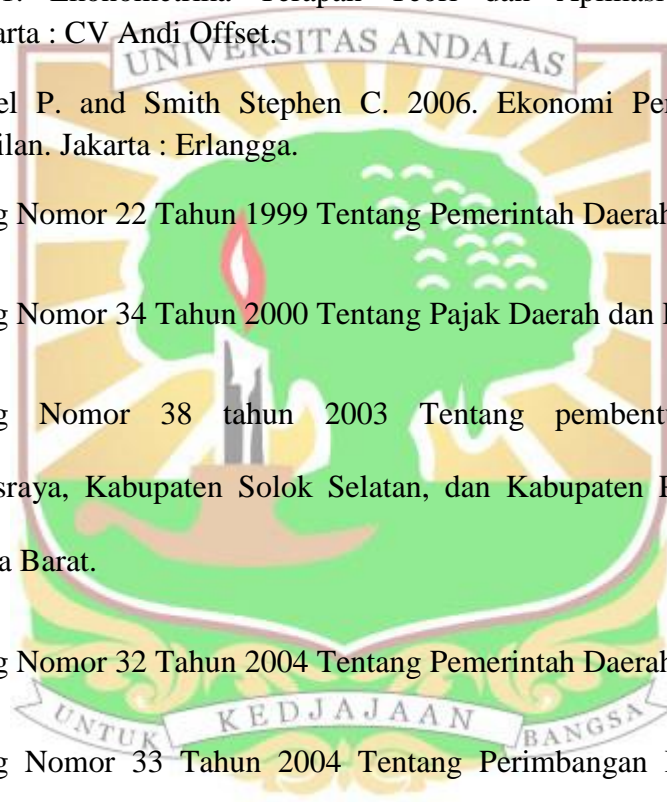 Ekonometrika Terapan Teori dan Aplikasi
arta : CV Andi Offset.
UNIVERSITAS ANDALAS
el P. and Smith Stephen C. 2006. Ekonomi Pe
ilan. Jakarta : Erlangga.
g Nomor 22 Tahun 1999 Tentang Pemerintah Daerah
g Nomor 34 Tahun 2000 Tentang Pajak Daerah dan
g Nomor 38 tahun 2003 Tentang pembent
sraya, Kabupaten Solok Selatan, dan Kabupaten
a Barat.
g Nomor 32 Tahun 2004 Tentang Pemerintah Daerah
UNTUK KEDJAJAAN BANGSA
g Nomor 33 Tahun 2004 Tentang Perimbangan